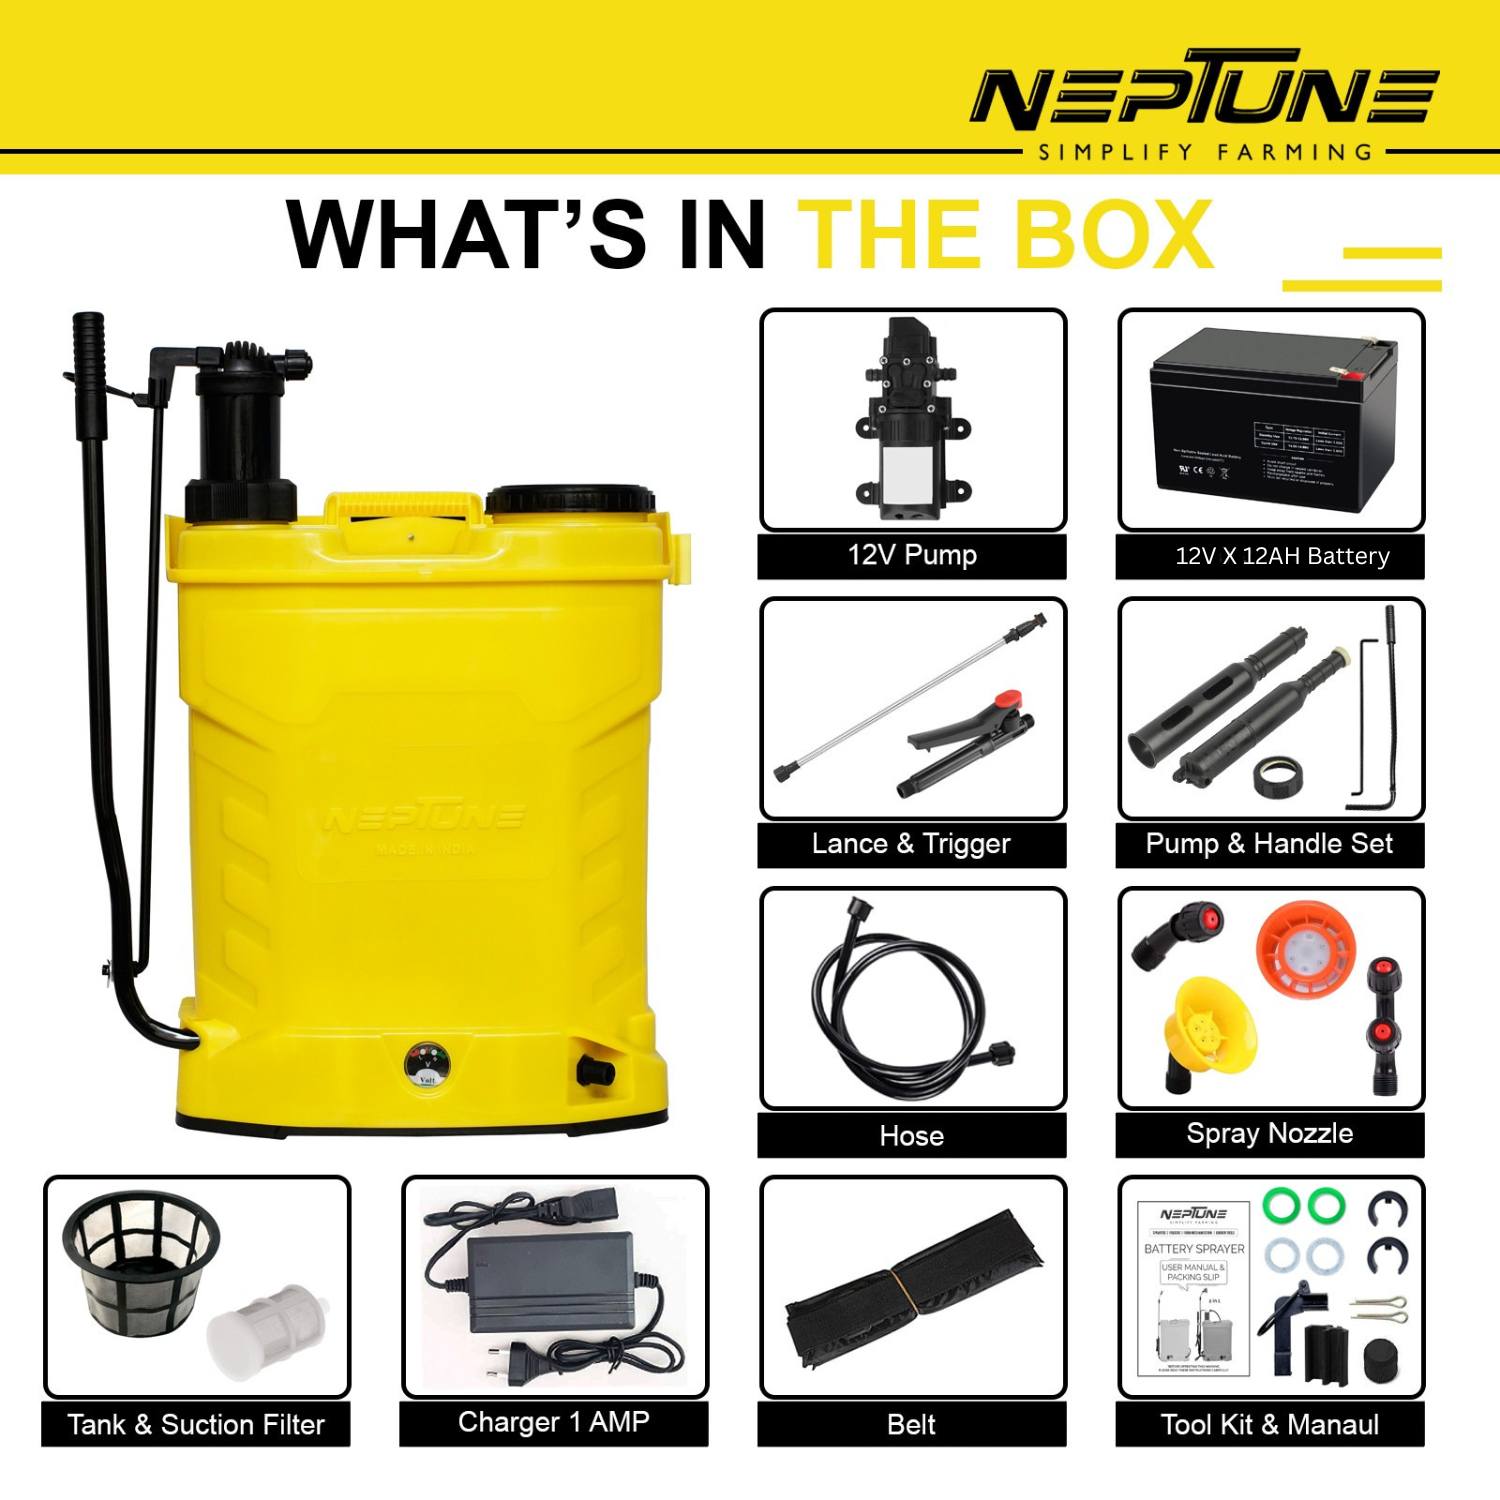 NEPTUNE
SIMPLIFY FARMING
WHAT'S IN THE BOX
12V Pump
12V X 12AH Battery
NEPTUNE
MADE IN INDIA
Volt
Lance & Trigger
Pump & Handle Set
Hose
Spray Nozzle
Tank & Suction Filter
Charger 1 AMP
Belt
NEPTUNE
SIMPLIFY FARMING
BATTERY SPRAYER
USER MANUAL &
PACKING SLIP
Tool Kit & Manaul